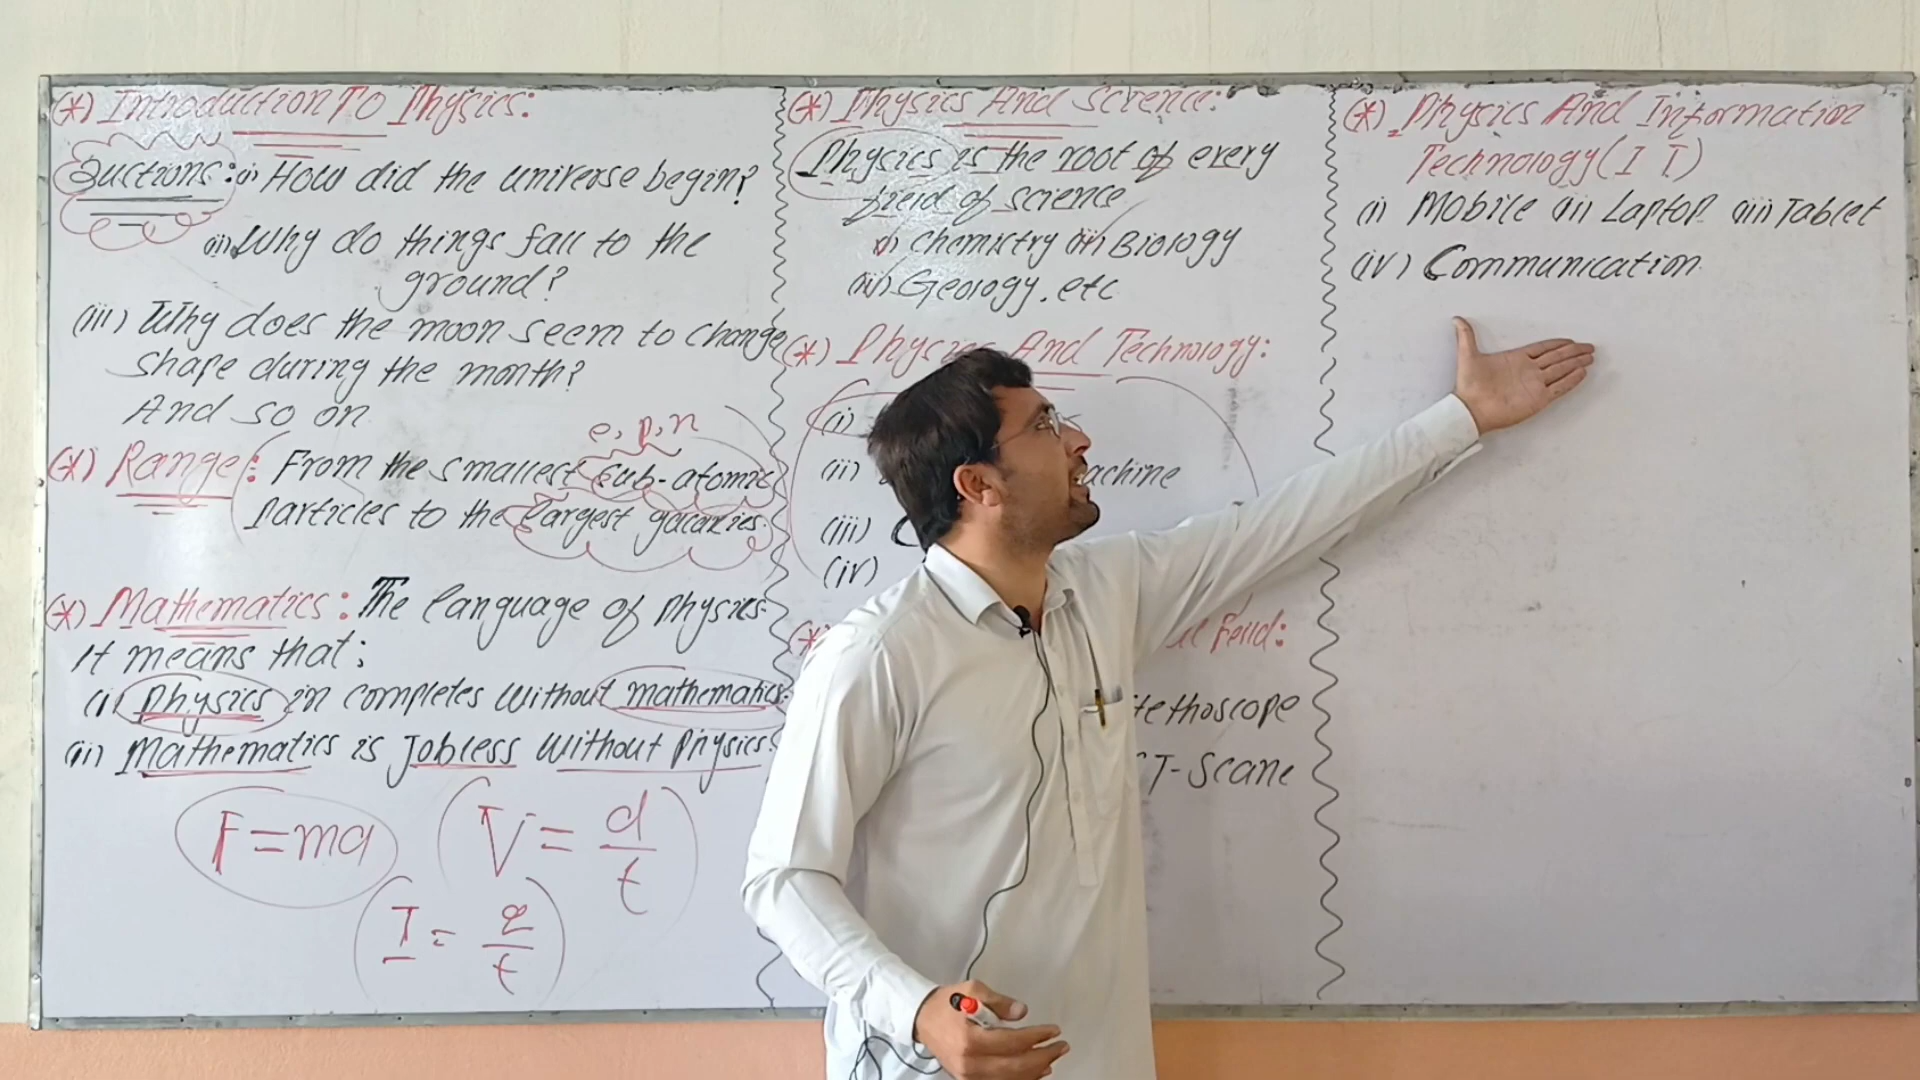 (*) Introduction To Physics:
Quctions: (i) How did the universe begin?
(ii) Why do things fall to the
ground?
(iii) Why does the moon seem to change
shape during the month?
And so on
e, p, n
(*) Range: From the smallest sub-atomic
Particles to the largest galaxies.
(*) Mathematics: The language of Physics
It means that;
(i) Physics in completes without mathematics.
(ii) Mathematics is Jobless without Physics.
F=ma
V = d/t
I = q/t
(*) Physics And Science:
Physics is the root of every
field of science
(i) Chemistry (ii) Biology
(iii) Geology, etc
(*) Physics And Technology:
(i)
(ii) achine
(iii)
(iv)
(*) Feild:
tethoscope
T-Scane
(*) Physics And Information
Technology (I T)
(i) Mobile (ii) Laptop (iii) Tablet
(iv) Communication